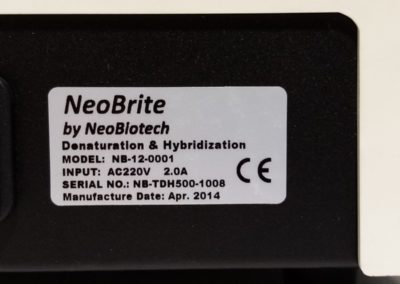 NeoBrite
by NeoBiotech
Denaturation & Hybridization
MODEL: NB-12-0001
INPUT: AC220V 2.0A
SERIAL NO.: NB-TDH500-1008
Manufacture Date: Apr. 2014
CE